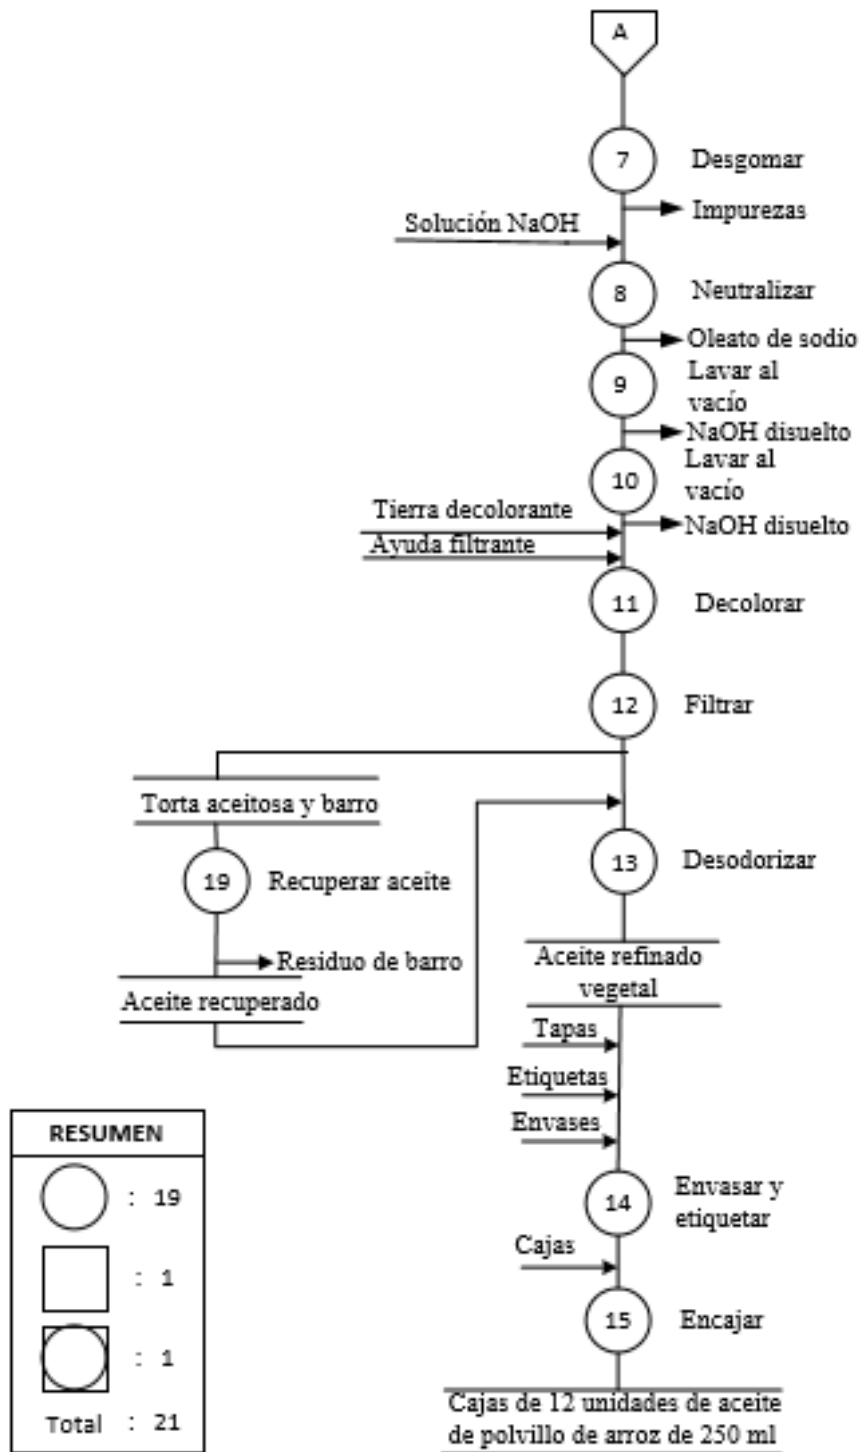 A
7
Desgomar
Impurezas
Solución NaOH
8
Neutralizar
Oleato de sodio
9
Lavar al
vacío
NaOH disuelto
10
Lavar al
vacío
Tierra decolorante
NaOH disuelto
Ayuda filtrante
11
Decolorar
12
Filtrar
Torta aceitosa y barro
13
Desodorizar
19
Recuperar aceite
Residuo de barro
Aceite recuperado
Aceite refinado
vegetal
Tapas
Etiquetas
Envases
14
Envasar y
etiquetar
Cajas
15
Encajar
Cajas de 12 unidades de aceite
de polvillo de arroz de 250 ml
RESUMEN
: 19
: 1
: 1
Total : 21